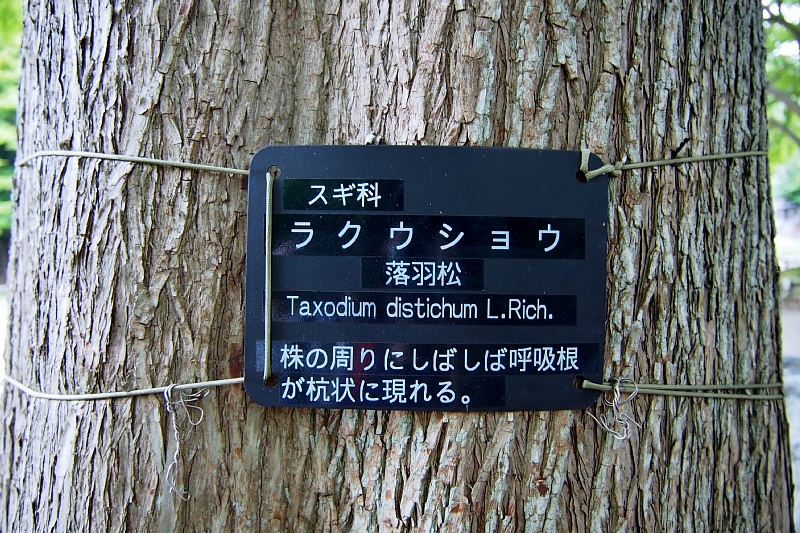 スギ科
ラクウショウ
落羽松
Taxodium distichum L.Rich.
株の周りにしばしば呼吸根
が杭状に現れる。